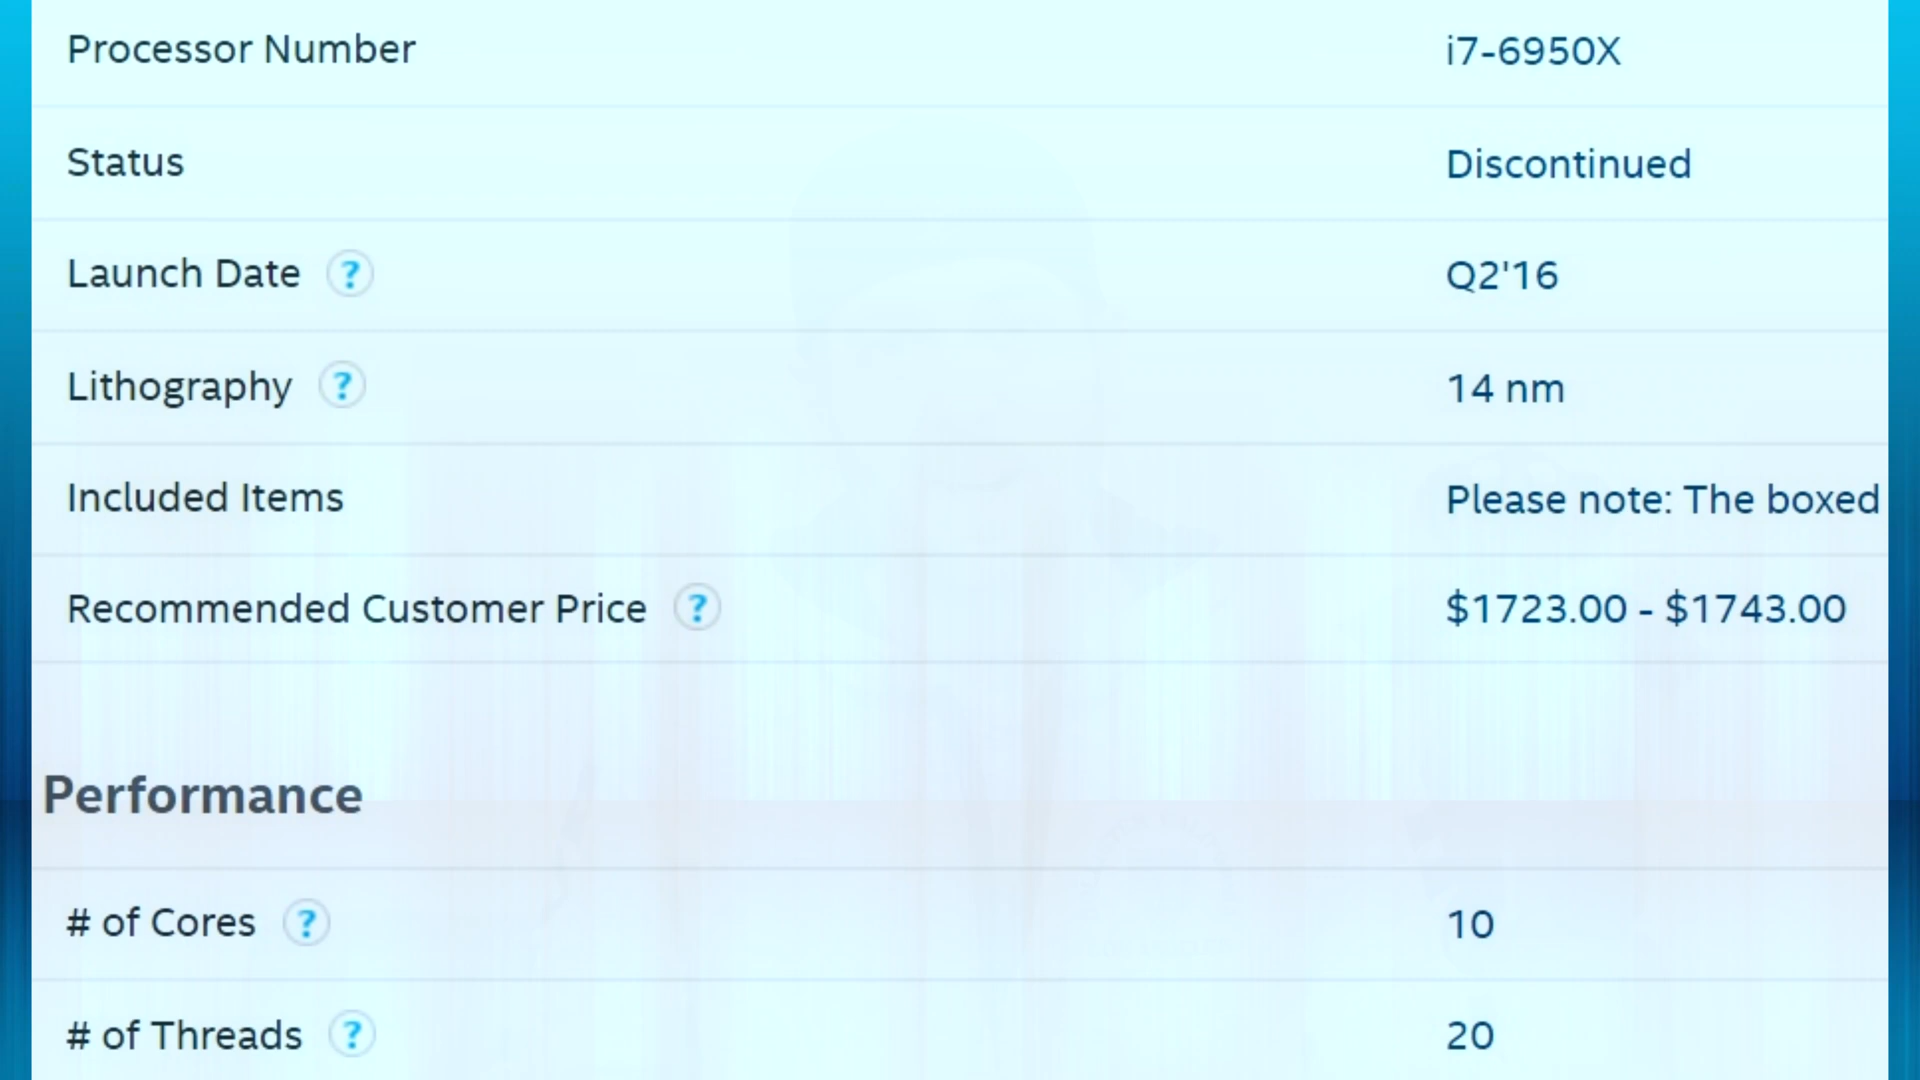 Processor Number i7-6950X
Status Discontinued
Launch Date ? Q2'16
Lithography ? 14 nm
Included Items Please note: The boxed
Recommended Customer Price ? $1723.00 - $1743.00
Performance
# of Cores ? 10
# of Threads ? 20